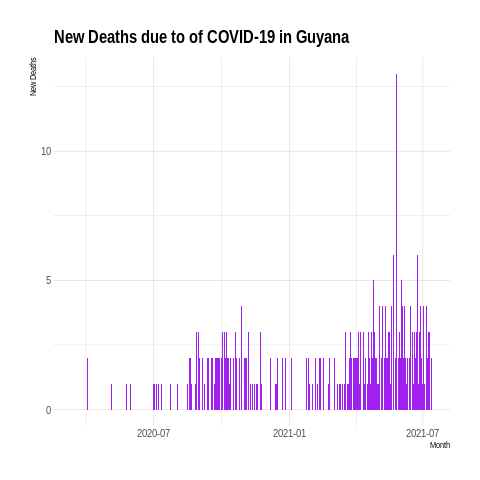 New Deaths due to of COVID-19 in Guyana
New Deaths
10
5
0
2020-07
2021-01
2021-07
Month